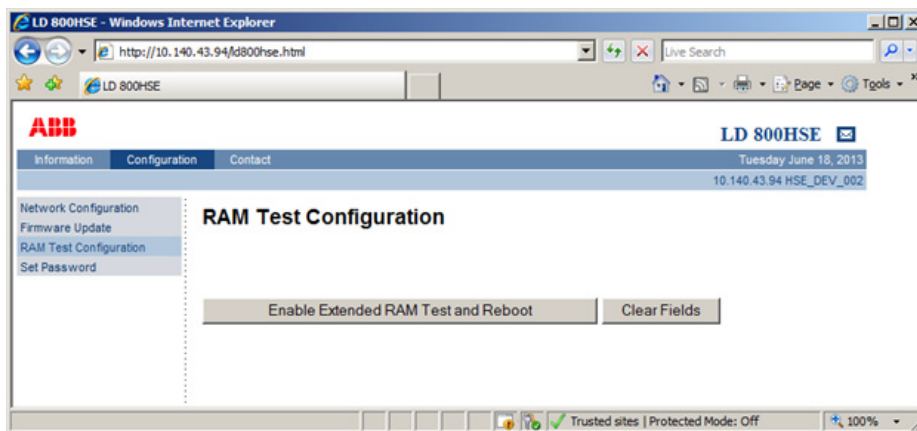 LD 800HSE - Windows Internet Explorer
http://10.140.43.94/ld800hse.html
Live Search
LD 800HSE
Page
Tools
»
ABB
LD 800HSE
Information Configuration Contact
Tuesday June 18, 2013
10.140.43.94 HSE_DEV_002
Network Configuration
Firmware Update
RAM Test Configuration
Set Password
RAM Test Configuration
Enable Extended RAM Test and Reboot
Clear Fields
Trusted sites | Protected Mode: Off
100%